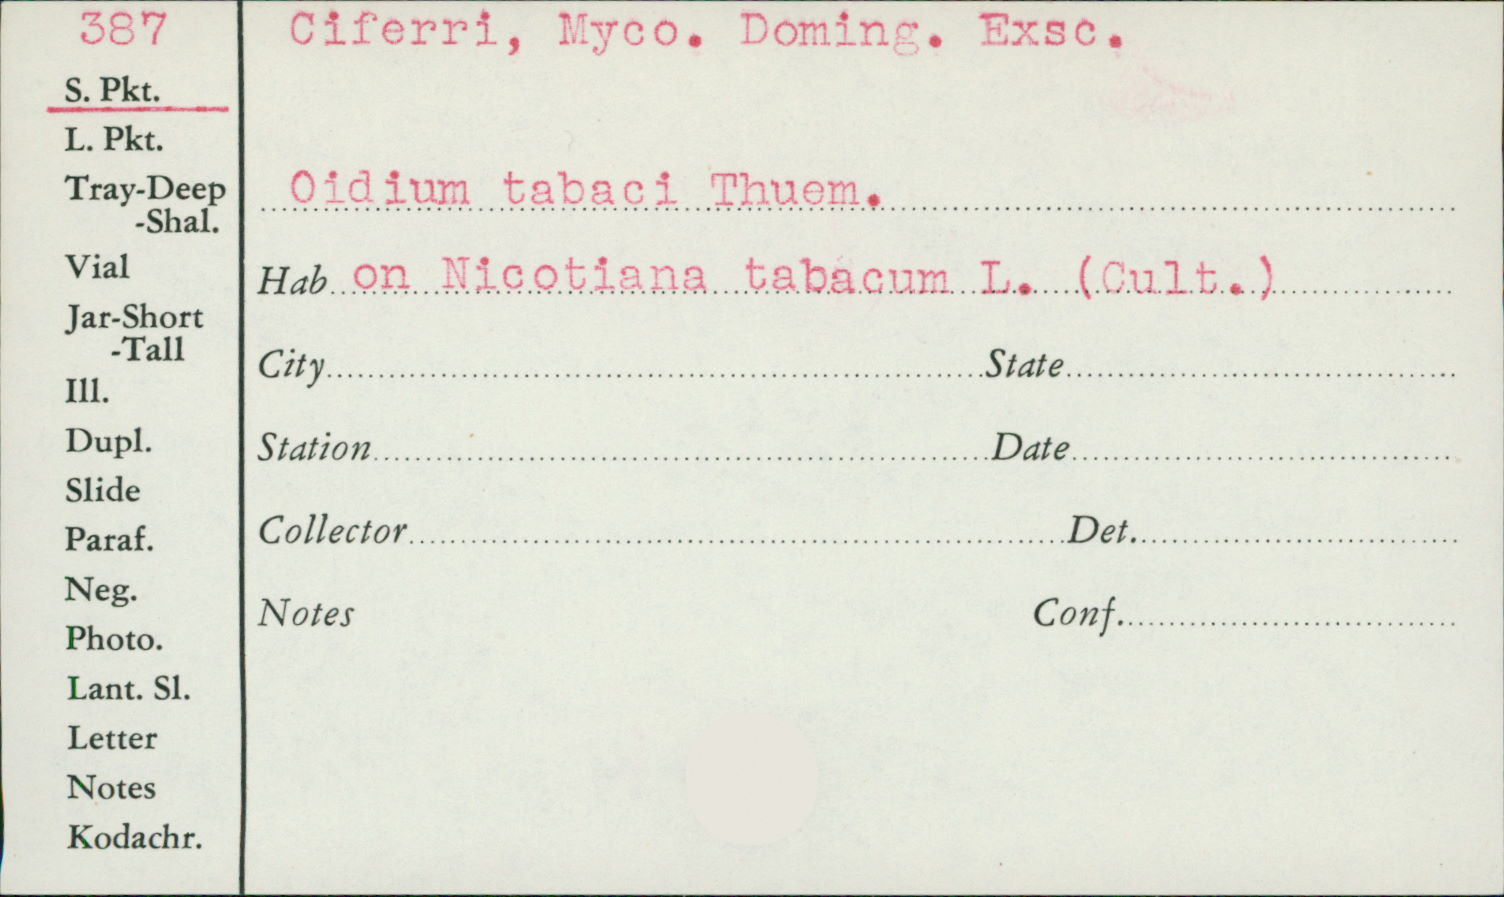 387
Ciferri, Myco. Doming. Exsc.
S. Pkt.
L. Pkt.
Tray-Deep
-Shal.
Vial
Jar-Short
-Tall
Ill.
Dupl.
Slide
Paraf.
Neg.
Photo.
Lant. Sl.
Letter
Notes
Kodachr.
Oidium tabaci Thuem.
Hab on Nicotiana tabacum L. (Cult.)
City State
Station Date
Collector Det.
Notes Conf.